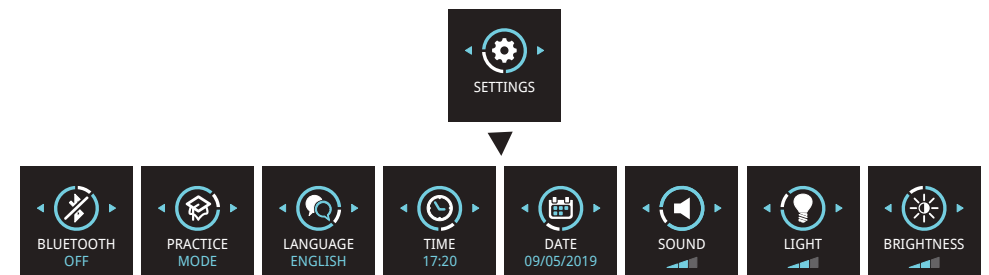 SETTINGS
BLUETOOTH
OFF
PRACTICE
MODE
LANGUAGE
ENGLISH
TIME
17:20
DATE
09/05/2019
SOUND
LIGHT
BRIGHTNESS